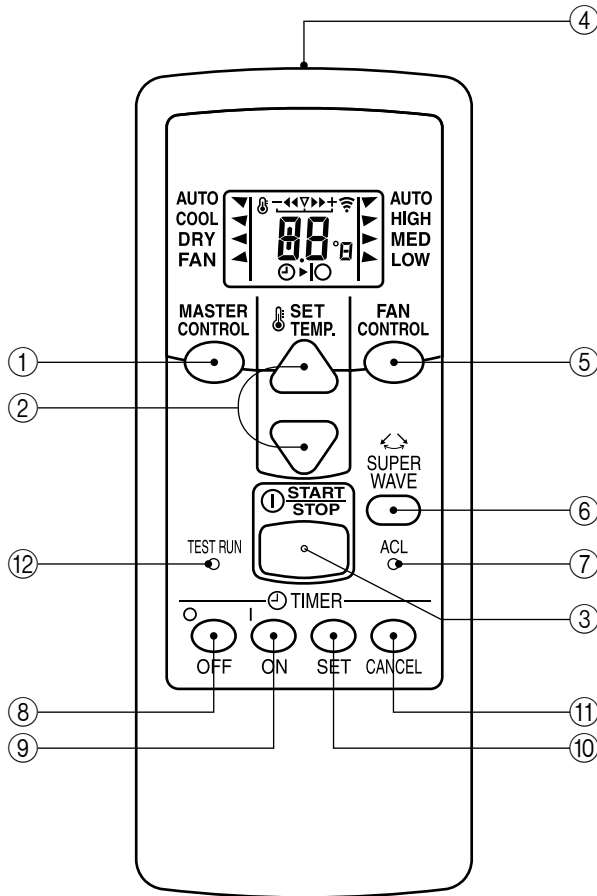 ④
AUTO AUTO
COOL HIGH
DRY MED
FAN LOW
88
°8
MASTER CONTROL
SET TEMP.
FAN CONTROL
①
⑤
②
SUPER WAVE
⑥
START
STOP
TEST RUN
ACL
⑫
⑦
TIMER
③
OFF
ON
SET
CANCEL
⑧
⑪
⑨
⑩